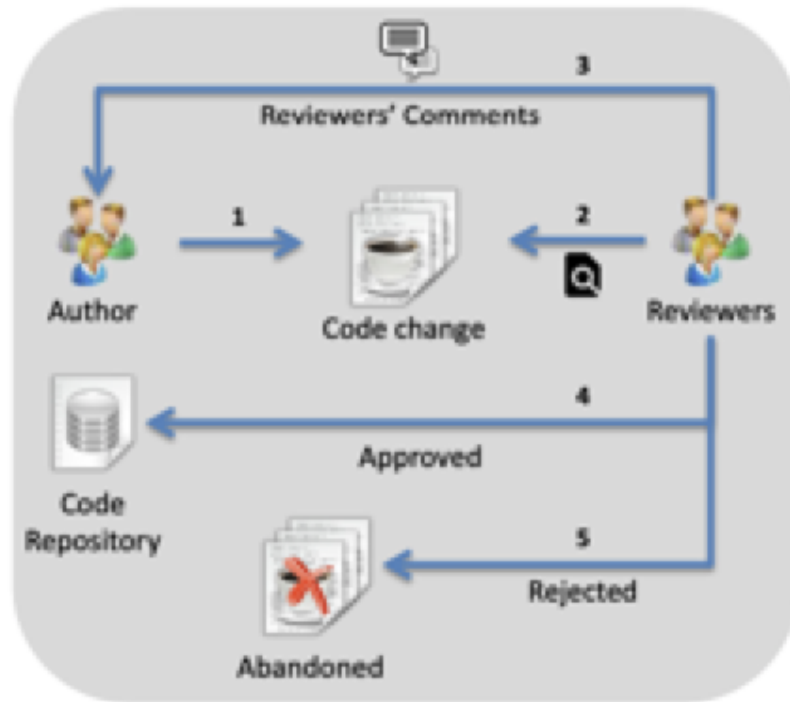 3
Reviewers' Comments
1
2
Author
Code change
Reviewers
4
Approved
Code
Repository
5
Rejected
Abandoned